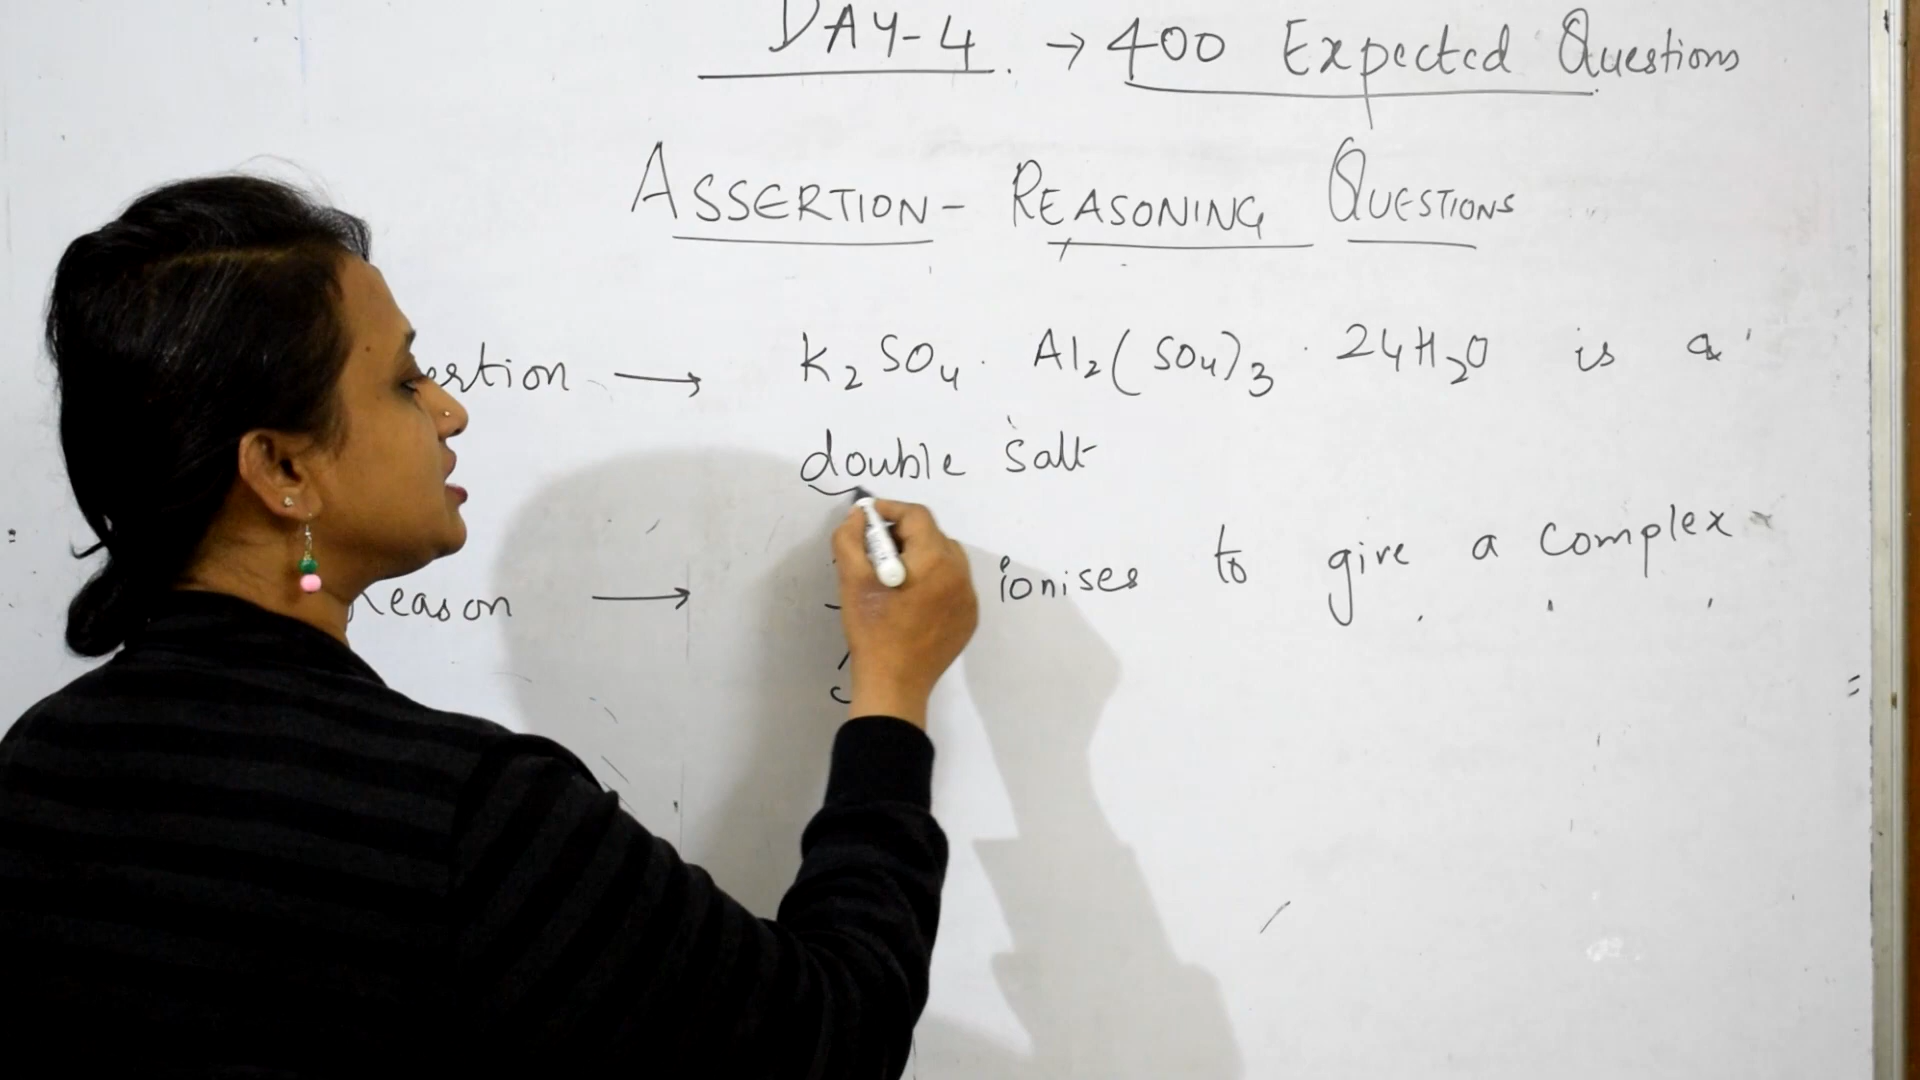 DAY-4 → 400 Expected Questions
ASSERTION - REASONING QUESTIONS
ertion → K2SO4 · Al2(SO4)3 · 24H2O is a
double salt
Reason → ionises to give a complex